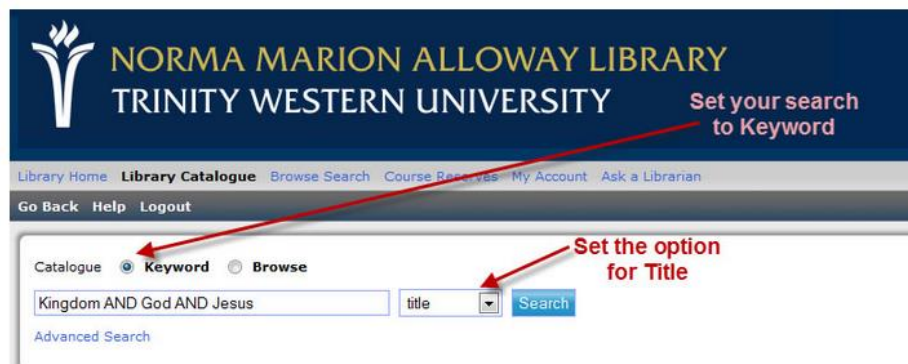 NORMA MARION ALLOWAY LIBRARY
TRINITY WESTERN UNIVERSITY
Set your search
to Keyword
Library Home Library Catalogue Browse Search Course Reserves My Account Ask a Librarian
Go Back Help Logout
Set the option
for Title
Catalogue Keyword Browse
Kingdom AND God AND Jesus title Search
Advanced Search